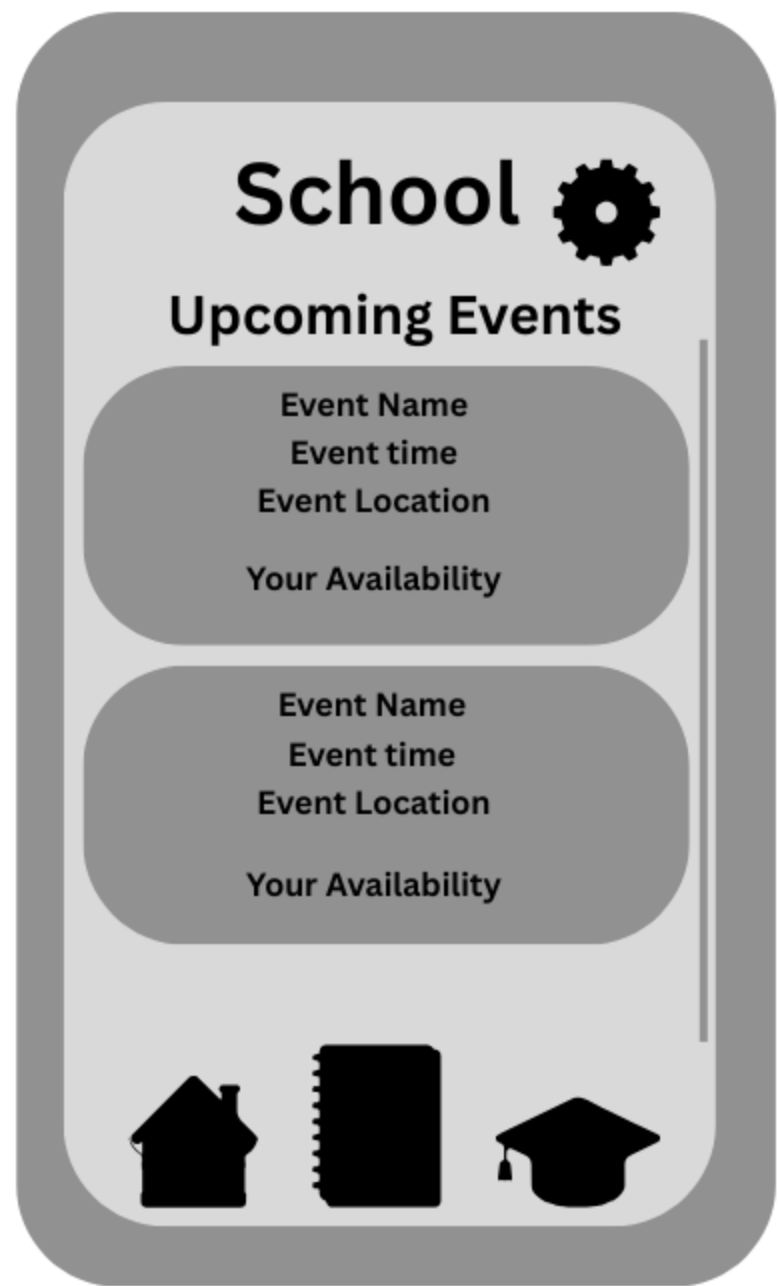 School
Upcoming Events
Event Name
Event time
Event Location
Your Availability
Event Name
Event time
Event Location
Your Availability